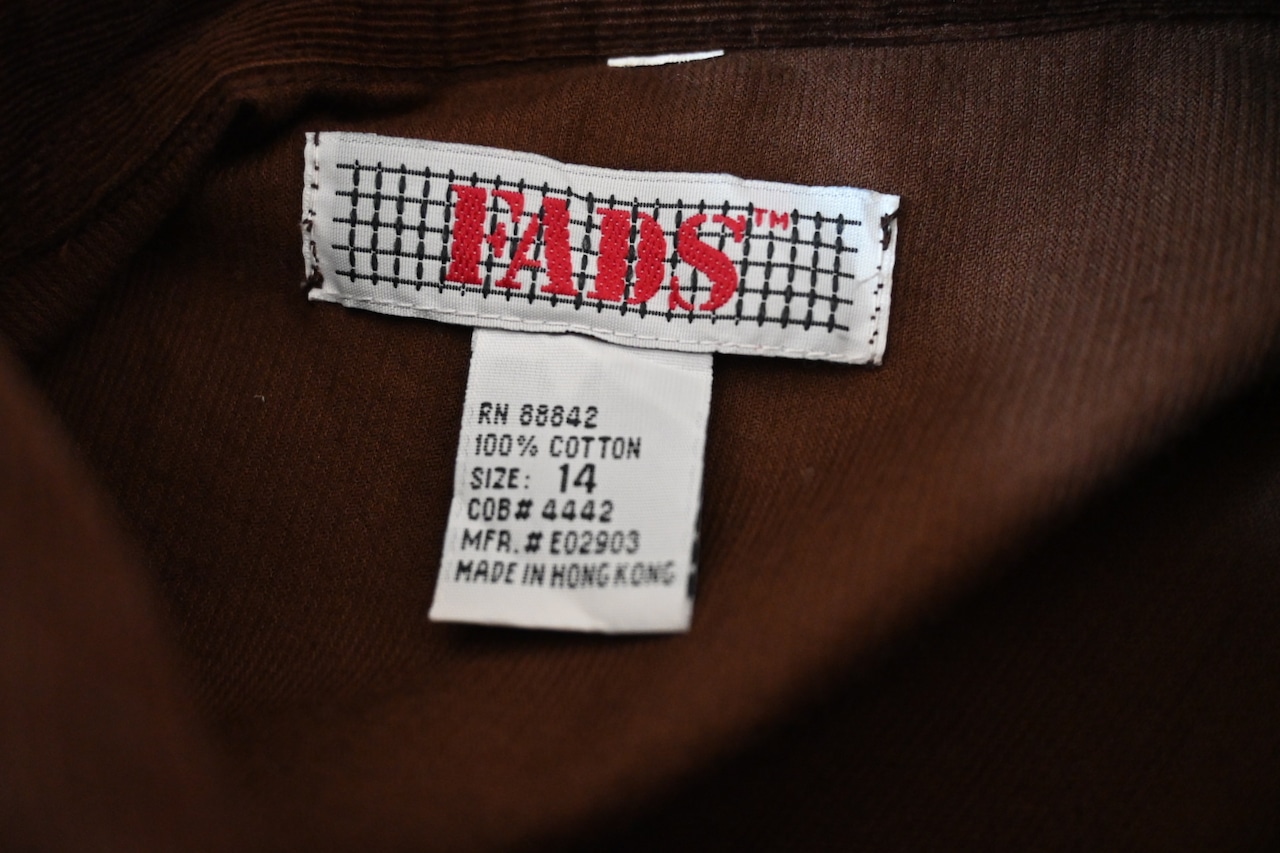 FADS™
RN 88842
100% COTTON
SIZE: 14
COB# 4442
MFR.# E02903
MADE IN HONG KONG